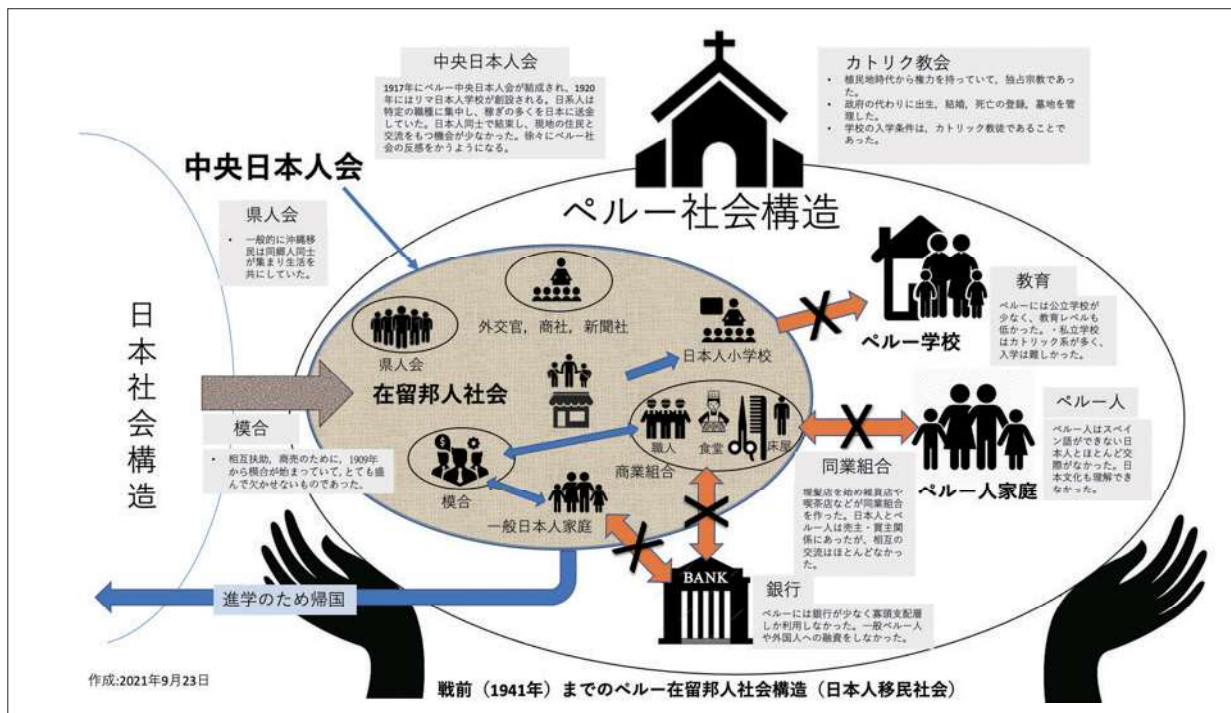 中央日本人会
1917年にペルー中央日本人会が結成され，1920
年にはリマ日本人学校が創設される。日系人は
特定の職種に集中し、稼ぎの多くを日本に送金
していた。日本人同士で結束し、現地の住民と
交流をもつ機会が少なかった。徐々にペルー社
会の反感をかうようになる。
カトリク教会
• 植民地時代から権力を持っていて，独占宗教であっ
た。
• 政府の代わりに出生，結婚，死亡の登録，墓地を管
理した。
• 学校の入学条件は，カトリック教徒であることで
あった。
中央日本人会
県人会
• 一般的に沖縄移
民は同郷人同士
が集まり生活を
共にしていた。
ペルー社会構造
日本社会構造
外交官，商社，新聞社
県人会
日本人小学校
在留邦人社会
ペルー学校
教育
ペルーには公立学校が
少なく、教育レベルも
低かった。・私立学校
はカトリック系が多く、
入学は難しかった。
模合
• 相互扶助，商売のために，1909年
から模合が始まっていて，とても盛
んで欠かせないものであった。
職人
食堂
床屋
商業組合
模合
一般日本人家庭
ペルー人
ペルー人はスペイ
ン語ができない日
本人とほとんど交
際がなかった。日
本文化も理解でき
なかった。
ペルー人家庭
同業組合
理髪店を始め雑貨店や
喫茶店などが同業組合
を作った。日本人とペ
ルー人は売主・買主関
係にあったが，相互の
交流はほとんどなかっ
た。
BANK
銀行
ペルーには銀行が少なく寡頭支配層
しか利用しなかった。一般ペルー人
や外国人への融資をしなかった。
進学のため帰国
作成:2021年9月23日
戦前（1941年）までのペルー在留邦人社会構造（日本人移民社会）